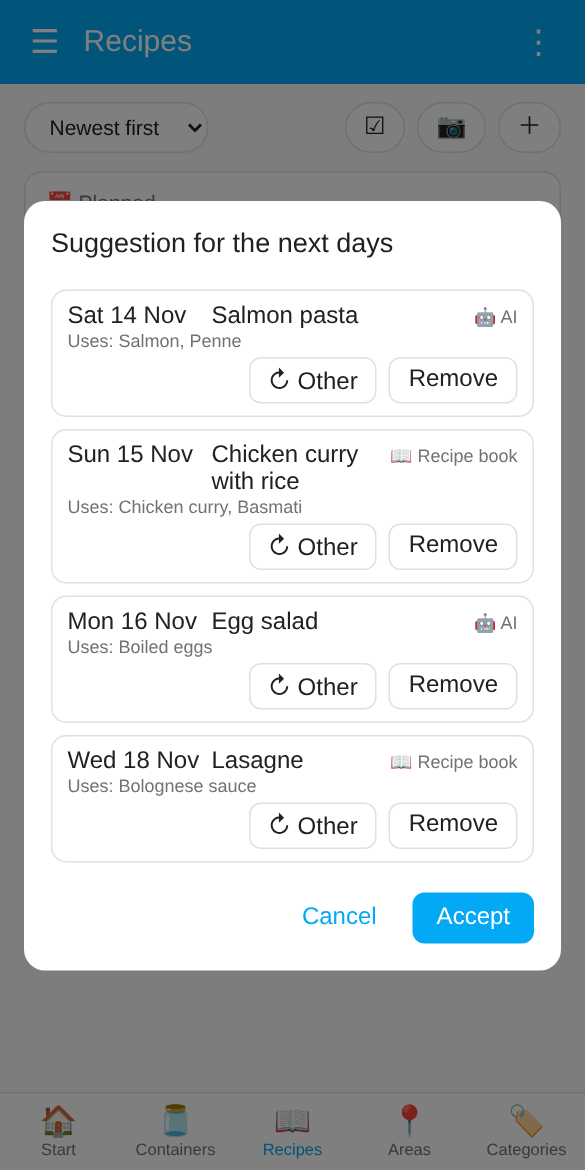 ☰ Recipes ⋮
Newest first
Planned
Suggestion for the next days
Sat 14 Nov Salmon pasta 🤖 AI
Uses: Salmon, Penne
↻ Other Remove
Sun 15 Nov Chicken curry 📖 Recipe book
with rice
Uses: Chicken curry, Basmati
↻ Other Remove
Mon 16 Nov Egg salad 🤖 AI
Uses: Boiled eggs
↻ Other Remove
Wed 18 Nov Lasagne 📖 Recipe book
Uses: Bolognese sauce
↻ Other Remove
Cancel Accept
Start Containers Recipes Areas Categories